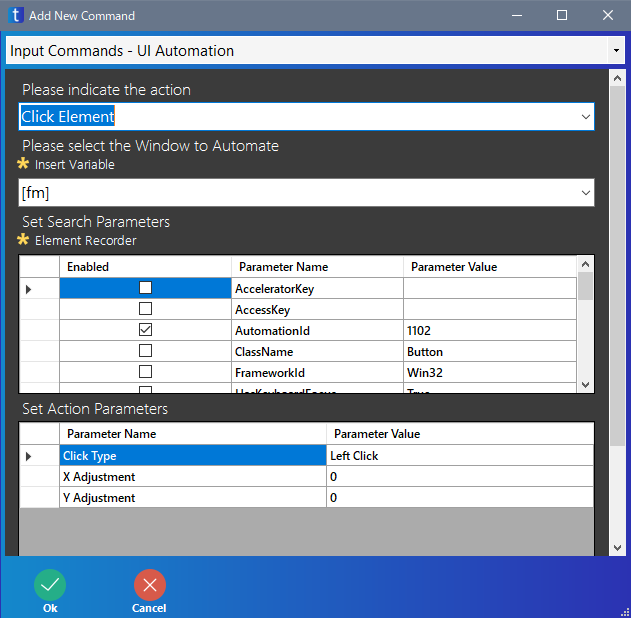 t Add New Command
Input Commands - UI Automation
Please indicate the action
Click Element
Please select the Window to Automate
Insert Variable
[fm]
Set Search Parameters
Element Recorder
Enabled Parameter Name Parameter Value
AcceleratorKey
AccessKey
AutomationId 1102
ClassName Button
FrameworkId Win32
HasKeyboardFocus True
Set Action Parameters
Parameter Name Parameter Value
Click Type Left Click
X Adjustment 0
Y Adjustment 0
Ok Cancel